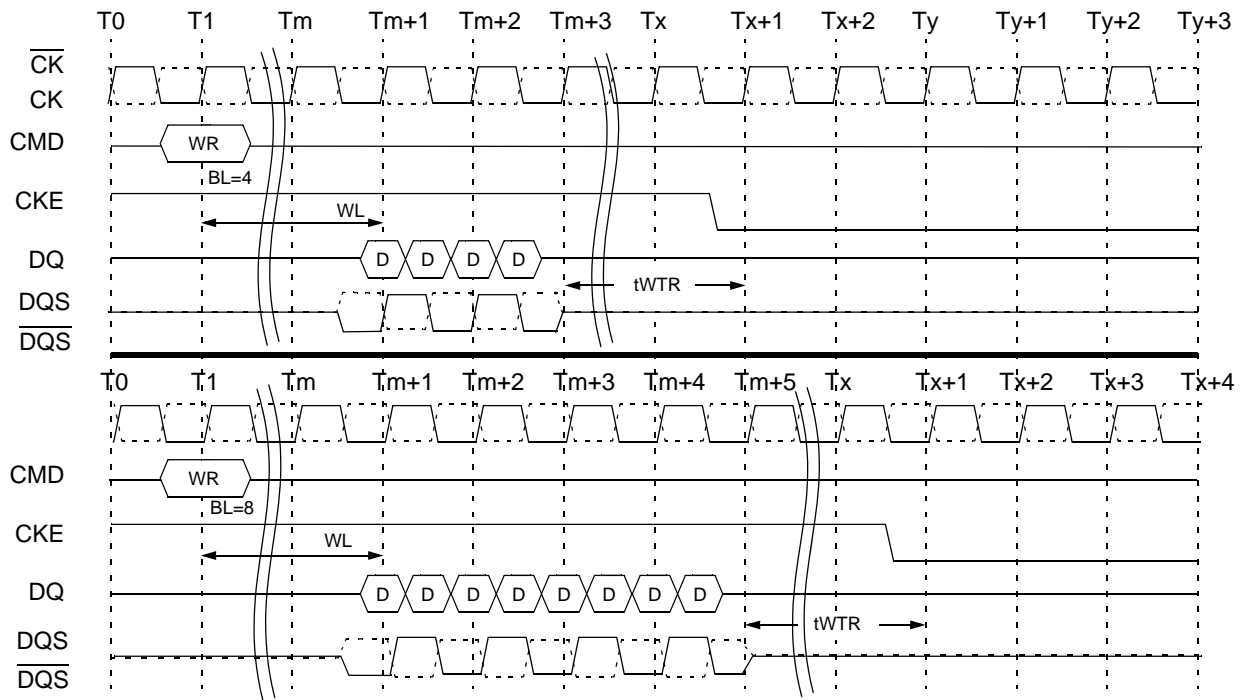 T0 T1 Tm Tm+1 Tm+2 Tm+3 Tx Tx+1 Tx+2 Ty Ty+1 Ty+2 Ty+3
CK
CK
CMD WR
BL=4
CKE
WL
DQ D D D D
tWTR
DQS
DQS
T0 T1 Tm Tm+1 Tm+2 Tm+3 Tm+4 Tm+5 Tx Tx+1 Tx+2 Tx+3 Tx+4
CMD WR
BL=8
CKE
WL
DQ D D D D D D D D
tWTR
DQS
DQS